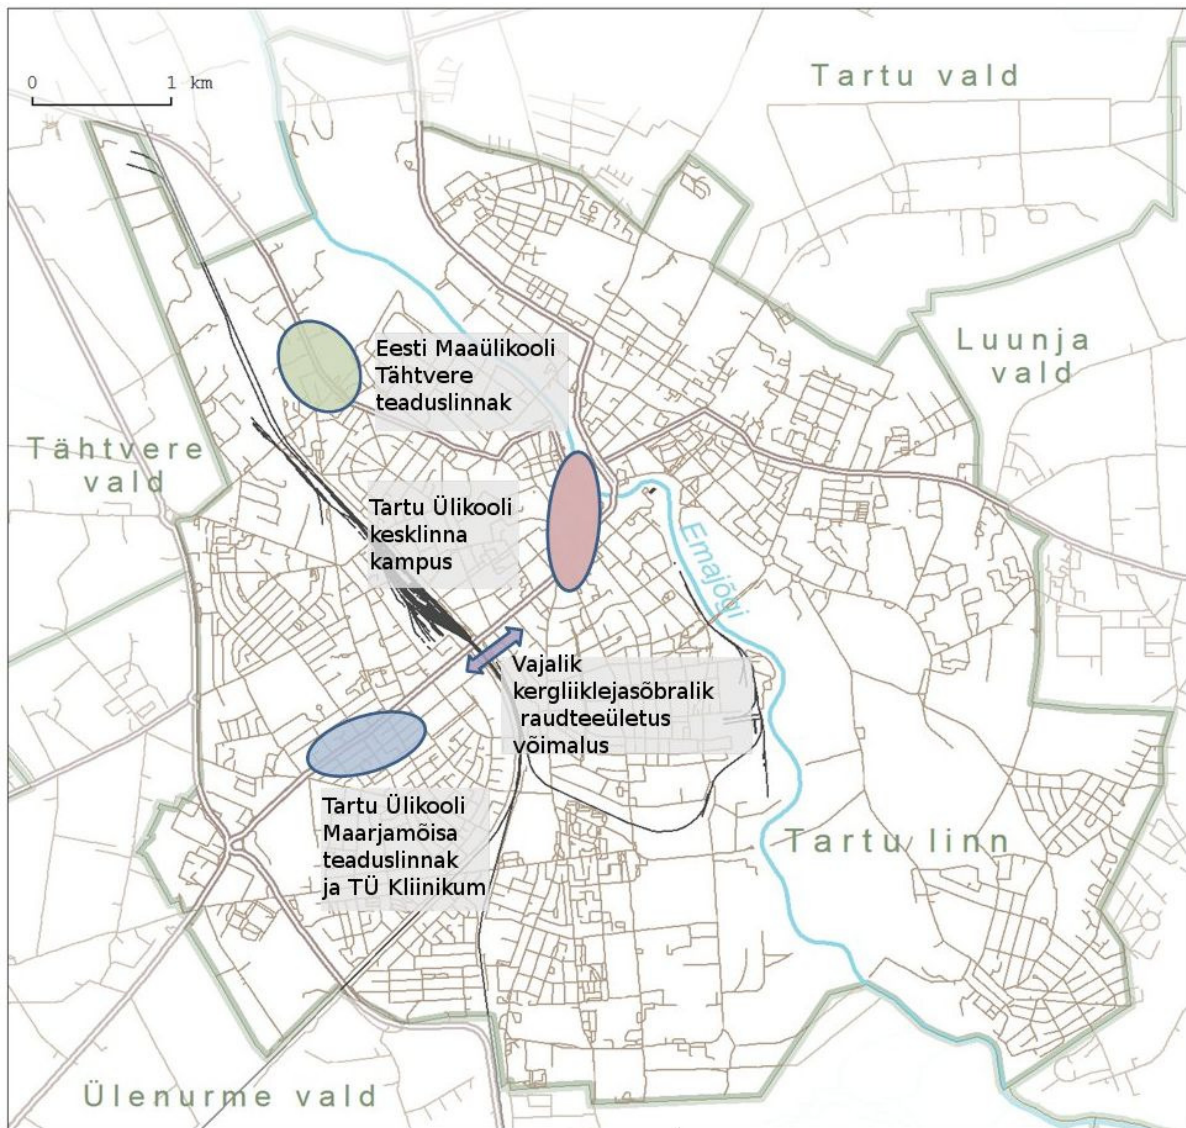 Tartu vald
0 1 km
Luunja
vald
Eesti Maaülikooli
Tähtvere
teaduslinnak
Tähtvere
vald
Tartu Ülikooli
kesklinna
kampus
Emajõgi
Vajalik
kergliiklejasõbralik
raudteeületus
võimalus
Tartu Ülikooli
Maarjamõisa
teaduslinnak
ja TÜ Kliinikum
Tartu linn
Ülenurme vald